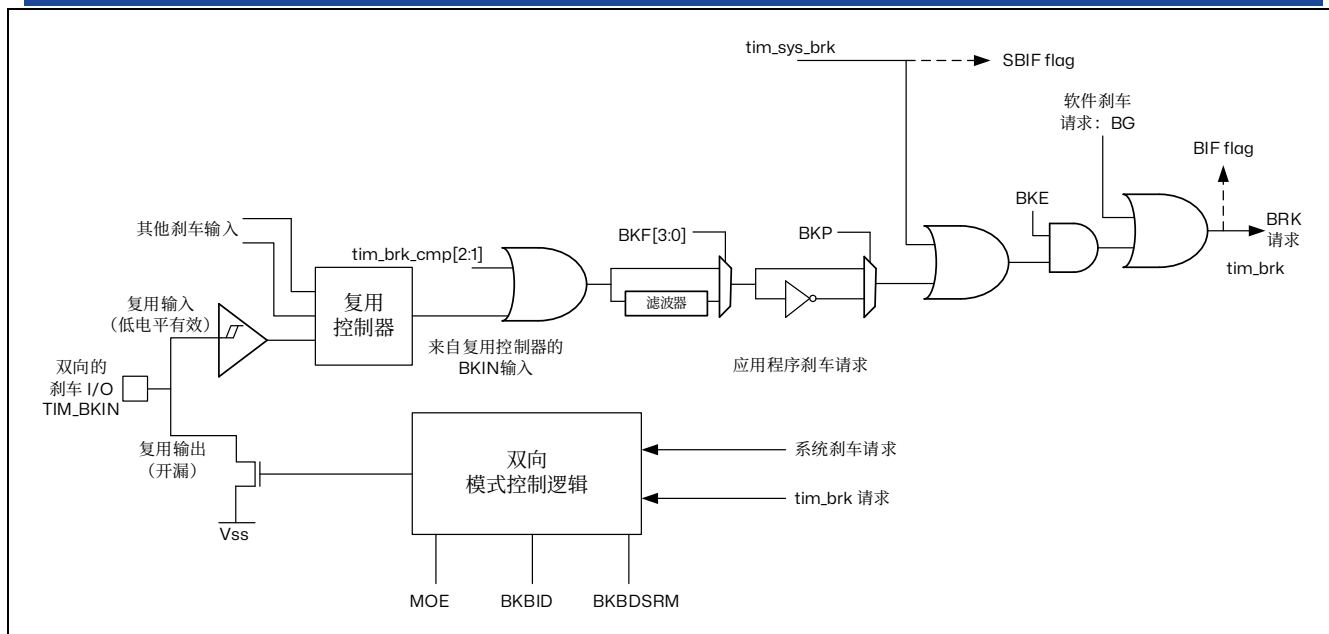 tim_sys_brk
SBIF flag
软件刹车
请求：BG
BIF flag
BKE
BRK
请求
tim_brk
其他刹车输入
tim_brk_cmp[2:1]
BKF[3:0]
BKP
复用输入
（低电平有效）
复用
控制器
滤波器
来自复用控制器的
BKIN输入
应用程序刹车请求
双向的
刹车 I/O
TIM_BKIN
复用输出
（开漏）
双向
模式控制逻辑
系统刹车请求
tim_brk 请求
Vss
MOE
BKBID
BKBDSRM